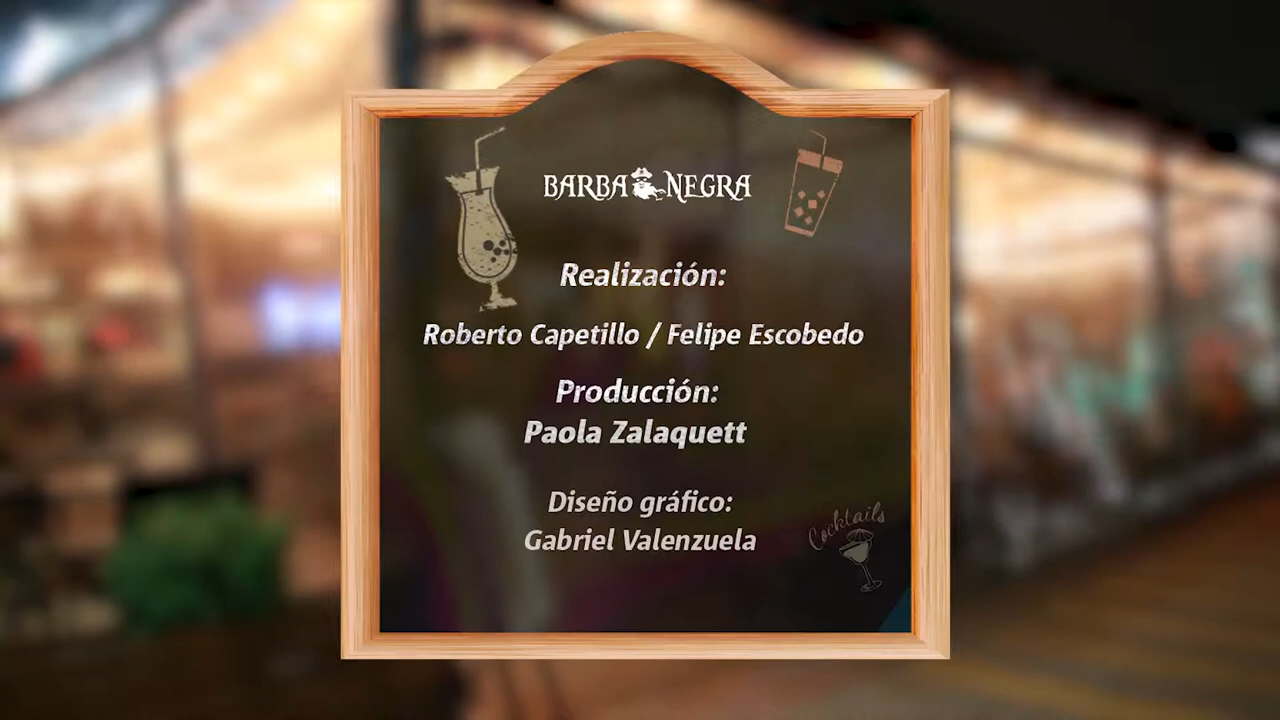 BARBA NEGRA
Realización:
Roberto Capetillo / Felipe Escobedo
Producción:
Paola Zalaquett
Diseño gráfico:
Gabriel Valenzuela
Cocktails